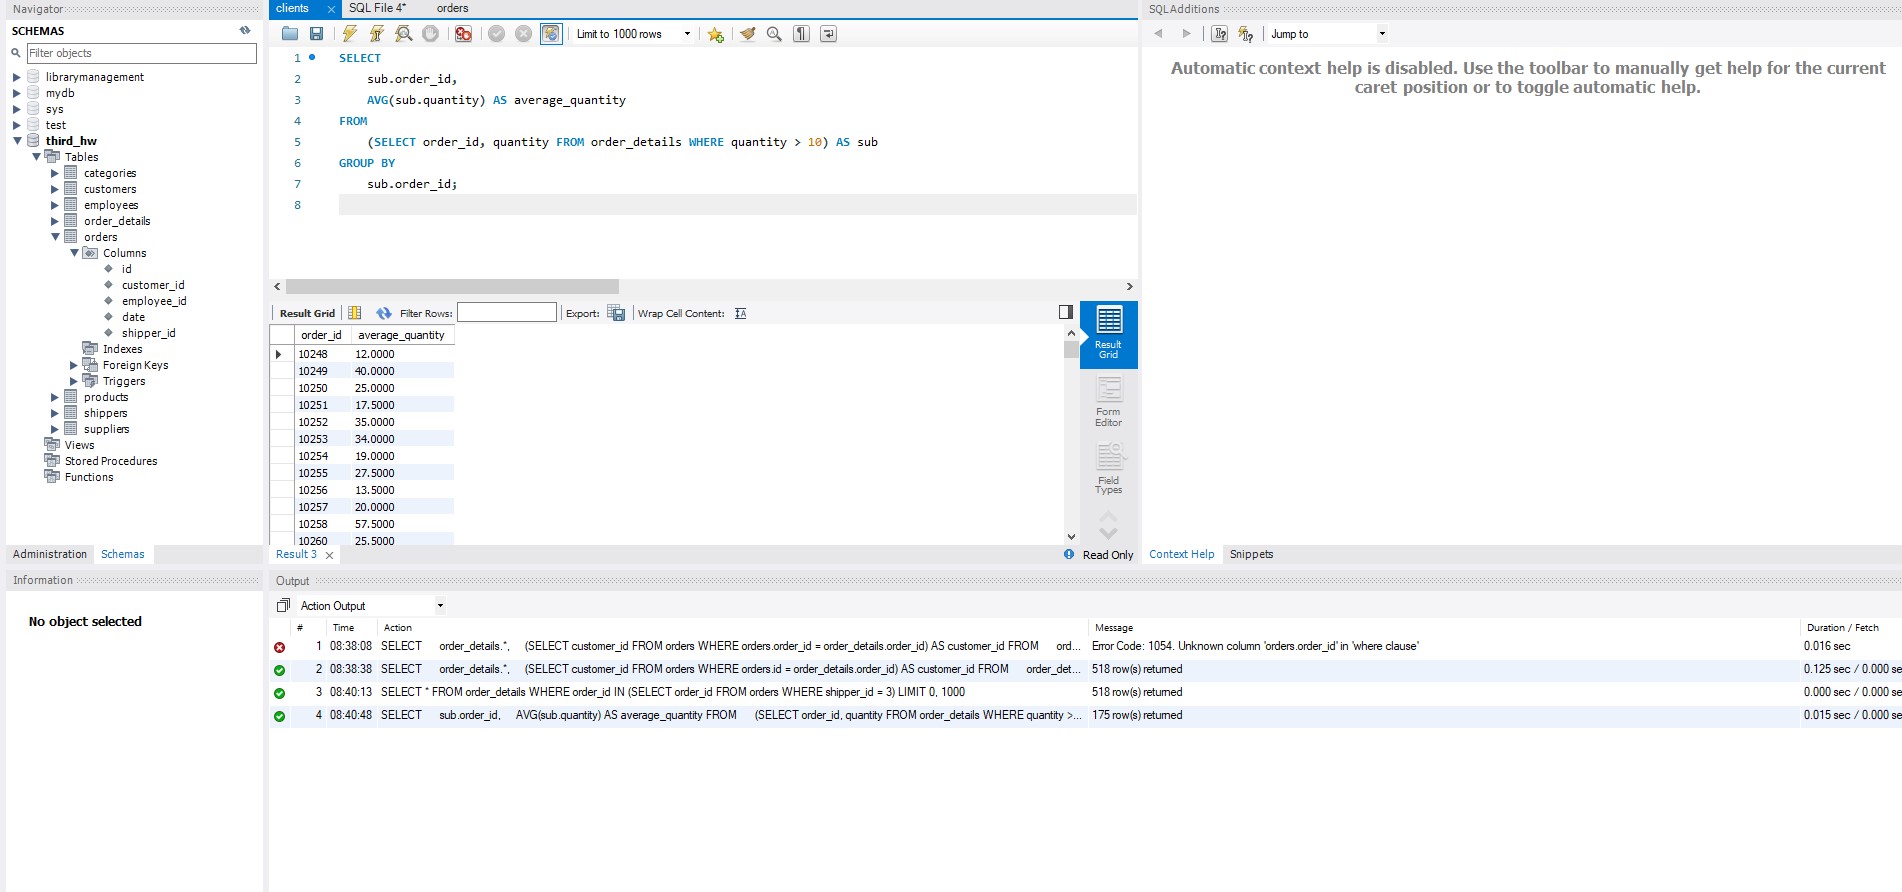 Navigator
SCHEMAS
Filter objects
librarymanagement
mydb
sys
test
third_hw
Tables
categories
customers
employees
order_details
orders
Columns
id
customer_id
employee_id
date
shipper_id
Indexes
Foreign Keys
Triggers
products
shippers
suppliers
Views
Stored Procedures
Functions
Administration Schemas
Information
No object selected
clients SQL File 4* orders
Limit to 1000 rows
1 SELECT
2 sub.order_id,
3 AVG(sub.quantity) AS average_quantity
4 FROM
5 (SELECT order_id, quantity FROM order_details WHERE quantity > 10) AS sub
6 GROUP BY
7 sub.order_id;
8
Result Grid Filter Rows: Export: Wrap Cell Content: IA
order_id average_quantity
10248 12.0000
10249 40.0000
10250 25.0000
10251 17.5000
10252 35.0000
10253 34.0000
10254 19.0000
10255 27.5000
10256 13.5000
10257 20.0000
10258 57.5000
10260 25.5000
Result
Grid
Form
Editor
Field
Types
Result 3 Read Only
SQLAdditions
Jump to
Automatic context help is disabled. Use the toolbar to manually get help for the current
caret position or to toggle automatic help.
Context Help Snippets
Output
Action Output
# Time Action Message Duration / Fetch
1 08:38:08 SELECT order_details.*, (SELECT customer_id FROM orders WHERE orders.order_id = order_details.order_id) AS customer_id FROM ord... Error Code: 1054. Unknown column 'orders.order_id' in 'where clause' 0.016 sec
2 08:38:38 SELECT order_details.*, (SELECT customer_id FROM orders WHERE orders.id = order_details.order_id) AS customer_id FROM order_det... 518 row(s) returned 0.125 sec / 0.000 se
3 08:40:13 SELECT * FROM order_details WHERE order_id IN (SELECT order_id FROM orders WHERE shipper_id = 3) LIMIT 0, 1000 518 row(s) returned 0.000 sec / 0.000 se
4 08:40:48 SELECT sub.order_id, AVG(sub.quantity) AS average_quantity FROM (SELECT order_id, quantity FROM order_details WHERE quantity >... 175 row(s) returned 0.015 sec / 0.000 se